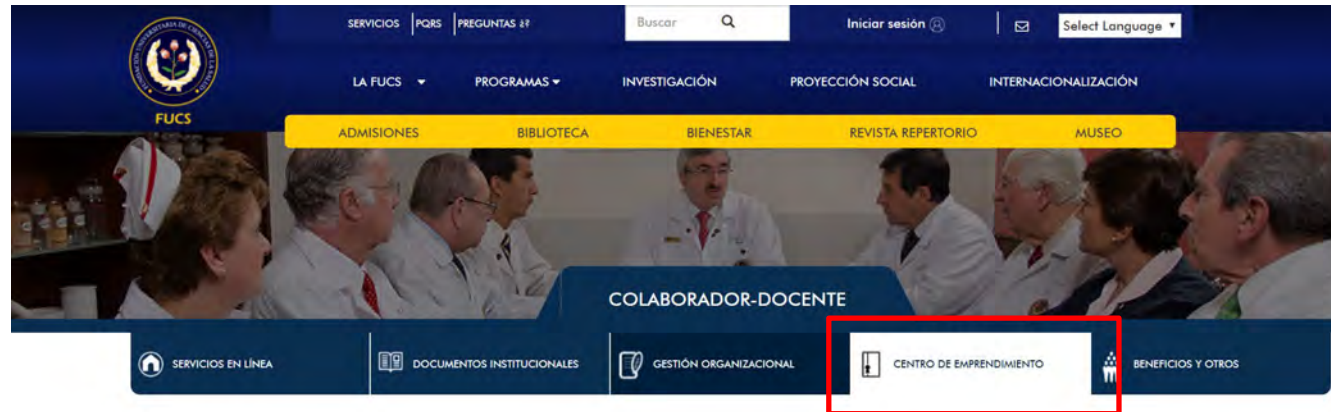 SERVICIOS PQRS PREGUNTAS ¿?
Buscar
Iniciar sesión
Select Language
LA FUCS PROGRAMAS INVESTIGACIÓN PROYECCIÓN SOCIAL INTERNACIONALIZACIÓN
FUCS
ADMISIONES BIBLIOTECA BIENESTAR REVISTA REPERTORIO MUSEO
COLABORADOR-DOCENTE
SERVICIOS EN LÍNEA DOCUMENTOS INSTITUCIONALES GESTIÓN ORGANIZACIONAL CENTRO DE EMPRENDIMIENTO BENEFICIOS Y OTROS